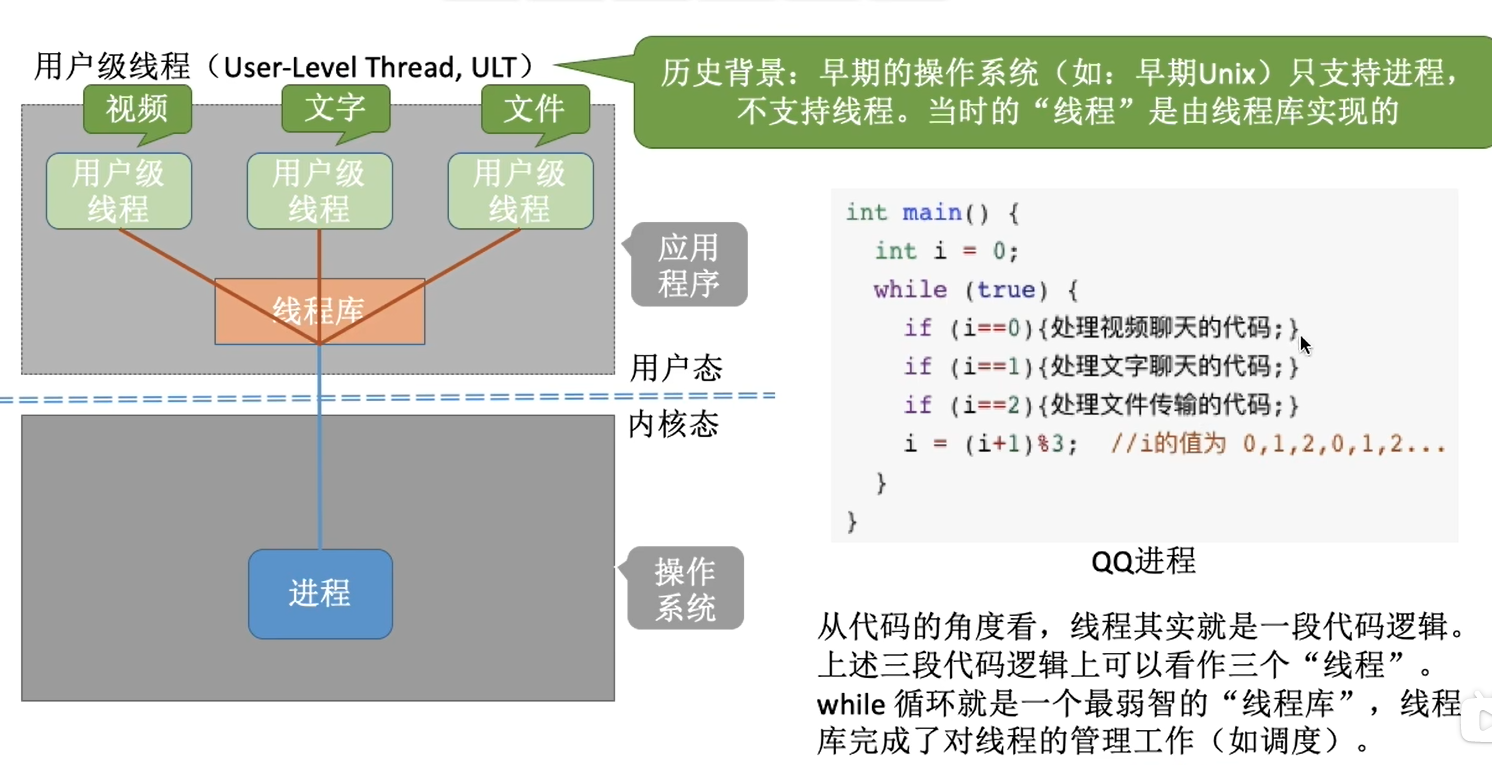 用户级线程（User-Level Thread, ULT）
历史背景：早期的操作系统（如：早期Unix）只支持进程，
不支持线程。当时的“线程”是由线程库实现的
视频
文字
文件
用户级
线程
用户级
线程
用户级
线程
线程库
应用
程序
用户态
内核态
进程
操作
系统
int main() {
int i = 0;
while (true) {
if (i==0){处理视频聊天的代码;}
if (i==1){处理文字聊天的代码;}
if (i==2){处理文件传输的代码;}
i = (i+1)%3; //i的值为 0,1,2,0,1,2...
}
}
QQ进程
从代码的角度看，线程其实就是一段代码逻辑。
上述三段代码逻辑上可以看作三个“线程”。
while 循环就是一个最弱智的“线程库”，线程
库完成了对线程的管理工作（如调度）。